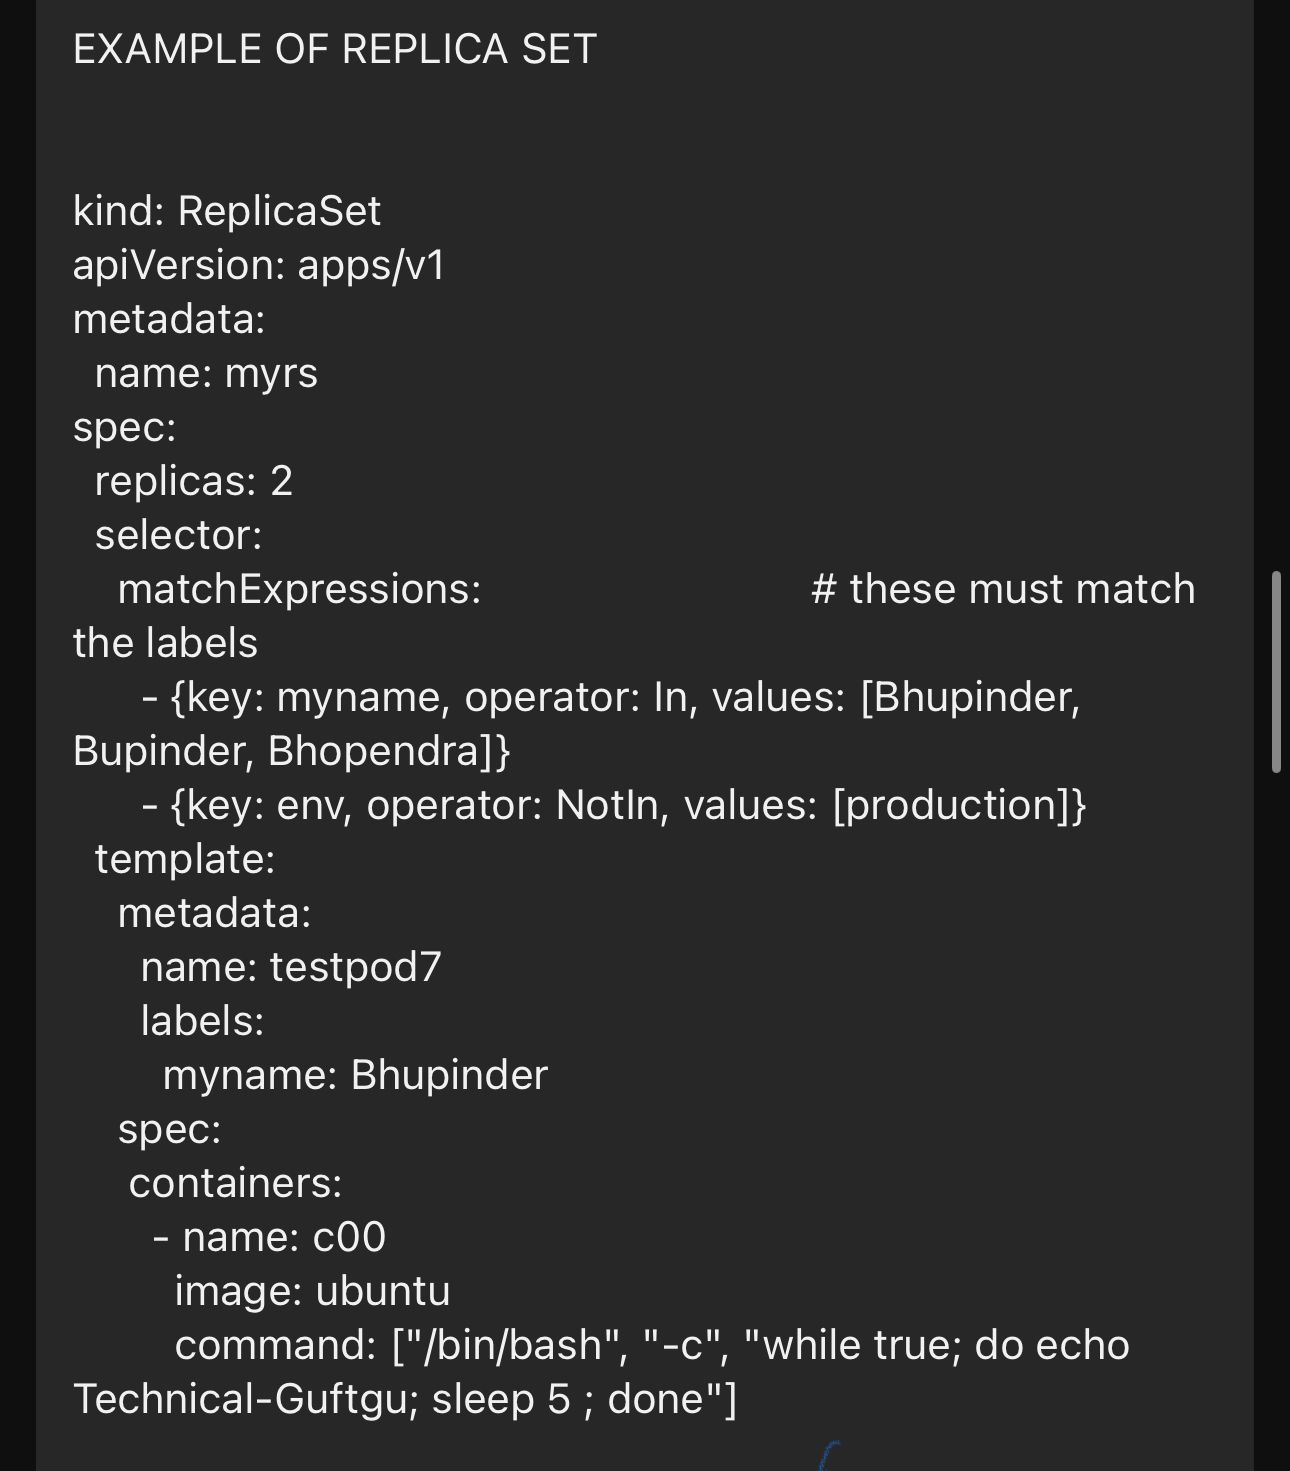 EXAMPLE OF REPLICA SET
kind: ReplicaSet
apiVersion: apps/v1
metadata:
  name: myrs
spec:
  replicas: 2
  selector:
    matchExpressions:                             # these must match
the labels
      - {key: myname, operator: In, values: [Bhupinder,
Bupinder, Bhopendra]}
      - {key: env, operator: NotIn, values: [production]}
  template:
    metadata:
      name: testpod7
      labels:
        myname: Bhupinder
    spec:
     containers:
       - name: c00
         image: ubuntu
         command: ["/bin/bash", "-c", "while true; do echo
Technical-Guftgu; sleep 5 ; done"]